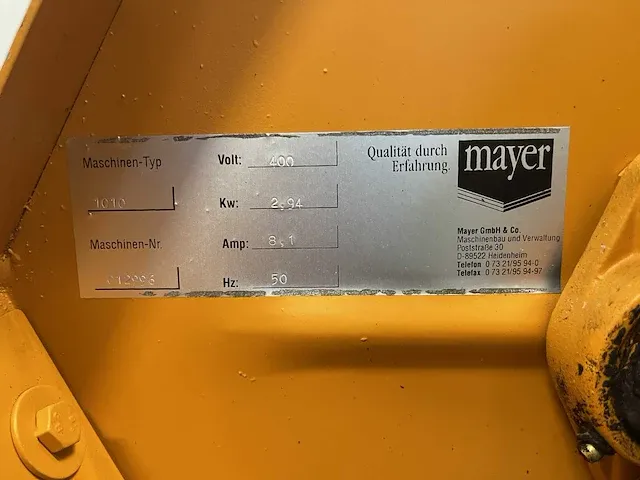 Maschinen-Typ
1010
Maschinen-Nr.
Volt: 400
Kw: 2,94
Amp: 8,1
Hz: 50
Qualität durch
Erfahrung.
mayer
Mayer GmbH & Co.
Maschinenbau und Verwaltung
Poststraße 30
D-89522 Heidenheim
Telefon 0 73 21/95 94-0
Telefax 0 73 21/95 94-97